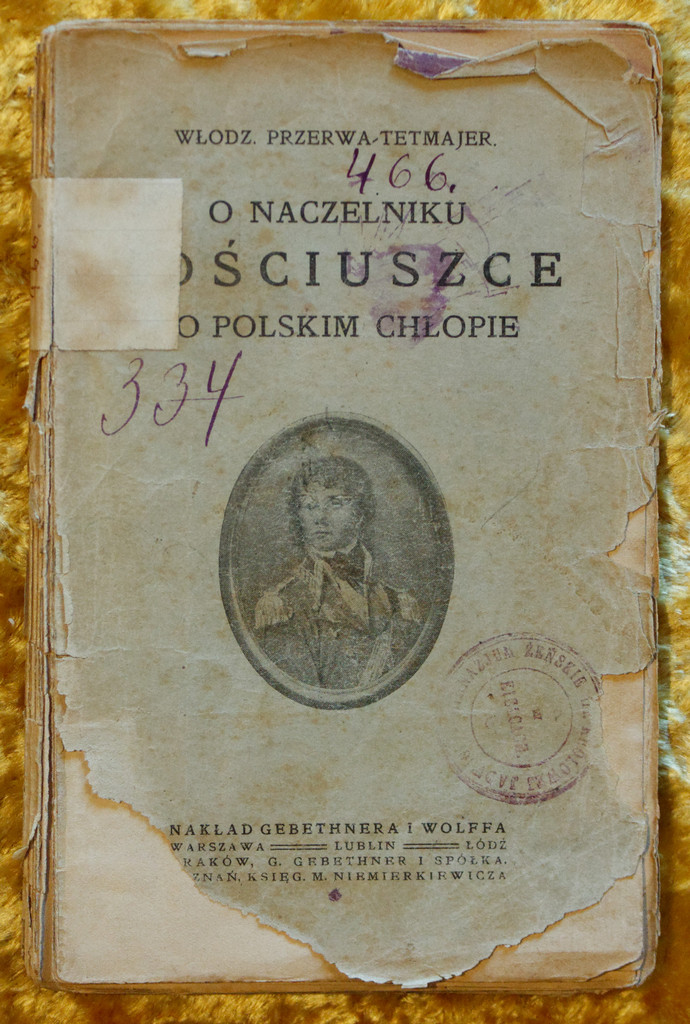 WŁODZ. PRZERWA-TETMAJER.
466.
O NACZELNIKU
OŚCIUSZCE
O POLSKIM CHŁOPIE
334
ŻEŃSKIE
w
NAKŁAD GEBETHNERA I WOLFFA
WARSZAWA LUBLIN ŁÓDŹ
RAKÓW, G. GEBETHNER I SPÓŁKA.
ZNAŃ, KSIĘG. M. NIEMIERKIEWICZA